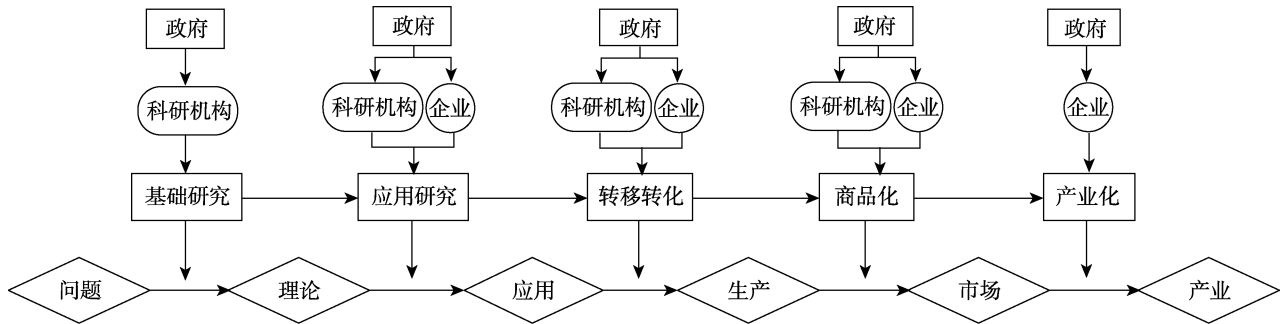 政府
政府
政府
政府
政府
科研机构
科研机构
企业
科研机构
企业
科研机构
企业
企业
基础研究
应用研究
转移转化
商品化
产业化
问题
理论
应用
生产
市场
产业